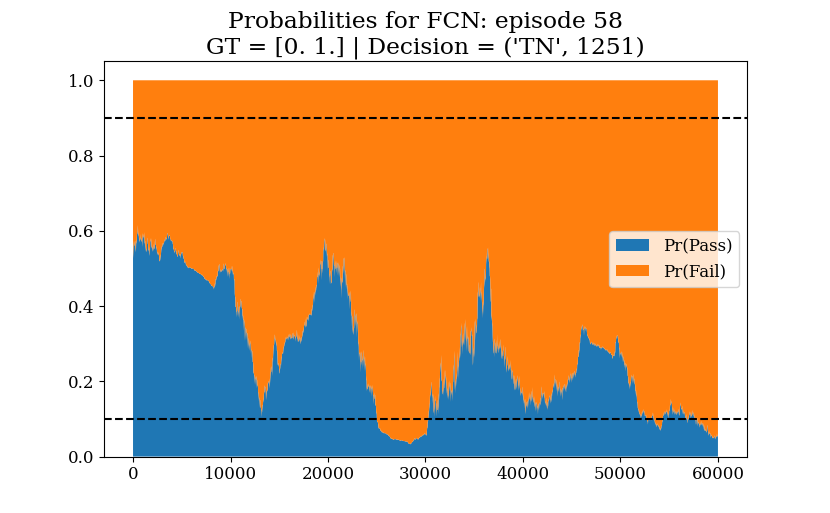 Probabilities for FCN: episode 58
GT = [0. 1.] | Decision = ('TN', 1251)
1.0
0.8
0.6
0.4
0.2
0.0
Pr(Pass)
Pr(Fail)
0 10000 20000 30000 40000 50000 60000